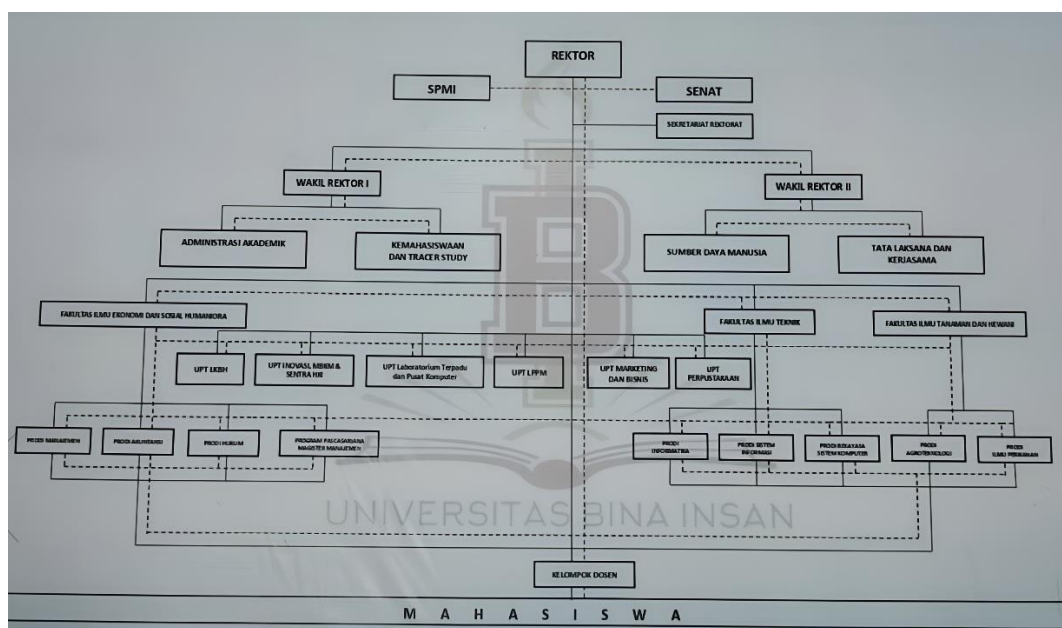 REKTOR
SPMI
SENAT
SEKRETARIAT REKTORAT
WAKIL REKTOR I
WAKIL REKTOR II
ADMINISTRASI AKADEMIK
KEMAHASISWAAN
DAN TRACER STUDY
SUMBER DAYA MANUSIA
TATA LAKSANA DAN
KERJASAMA
FAKULTAS ILMU EKONOMI DAN SOSIAL HUMANIORA
FAKULTAS ILMU TEKNIK
FAKULTAS ILMU TANAMAN DAN HEWANI
UPT LKBH
UPT INOVASI, MBKM &
SENTRA HKI
UPT Laboratorium Terpadu
dan Pusat Komputer
UPT LPPM
UPT MARKETING
DAN BISNIS
UPT
PERPUSTAKAAN
PRODI MANAJEMEN
PRODI AKUNTANSI
PRODI HUKUM
PROGRAM PASCASARJANA
MAGISTER MANAJEMEN
PRODI
INFORMATIKA
PRODI SISTEM
INFORMASI
PRODI REKAYASA
SISTEM KOMPUTER
PRODI
AGROTEKNOLOGI
PRODI
ILMU PERIKANAN
UNIVERSITAS BINA INSAN
KELOMPOK DOSEN
M A H A S I S W A